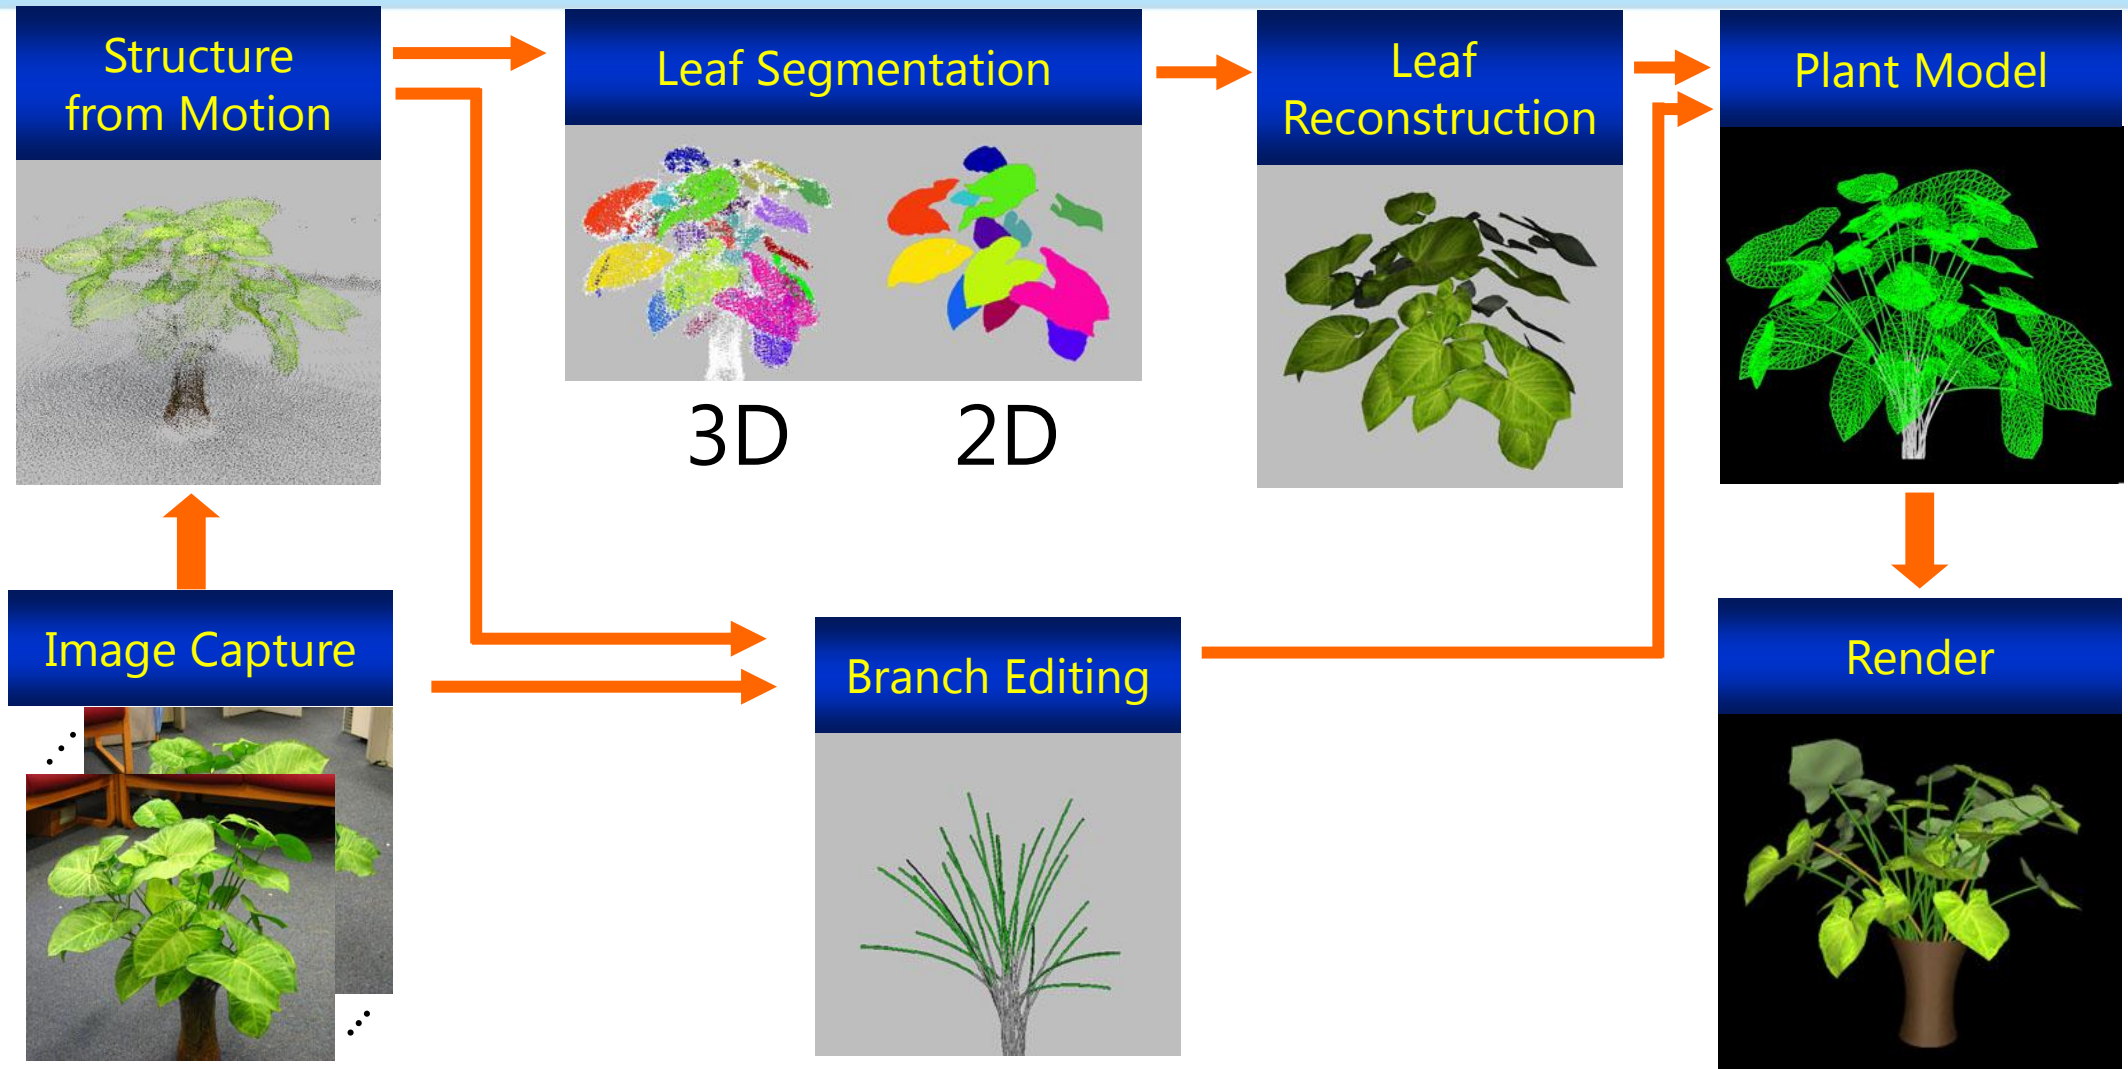 Structure
from Motion
Leaf Segmentation
Leaf
Reconstruction
Plant Model
3D
2D
Image Capture
Branch Editing
Render